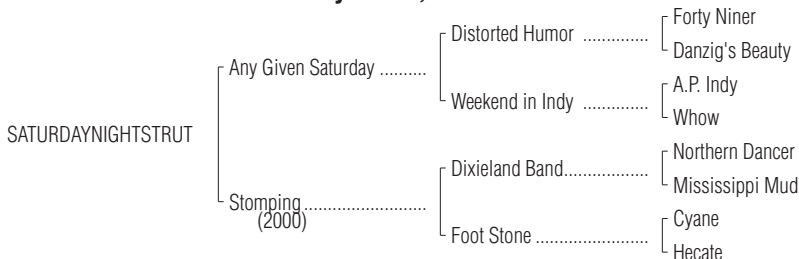 Forty Niner
Distorted Humor ..............
Danzig's Beauty
Any Given Saturday ..........
A.P. Indy
Weekend in Indy ..............
Whow
SATURDAYNIGHTSTRUT
Northern Dancer
Dixieland Band..................
Mississippi Mud
Stomping..........................
(2000)
Cyane
Foot Stone ........................
Hecate